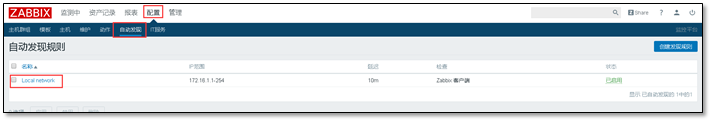 ZABBIX 监测中 资产记录 报表 配置 管理 Share ?
主机群组 模板 主机 维护 动作 自动发现 IT服务
自动发现规则 创建发现规则
名称 IP范围 延迟 检查 状态
Local network 172.16.1.1-254 10m Zabbix 客户端 已启用
显示 已自动发现的 1中的1